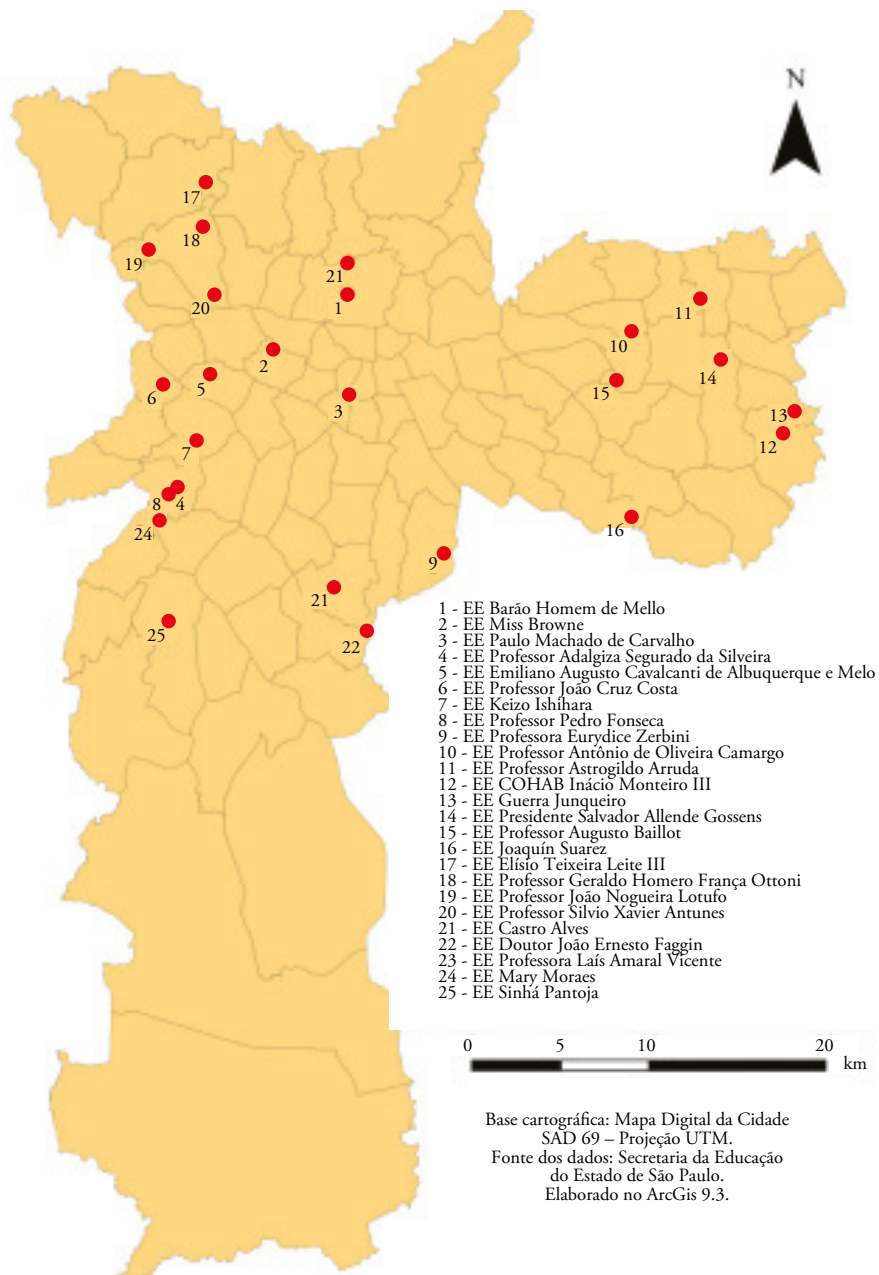 N
17
18
19
21
20
1
11
10
2
5
6
14
15
3
13
12
7
8
4
24
16
9
21
25
22
1 - EE Barão Homem de Mello
2 - EE Miss Browne
3 - EE Paulo Machado de Carvalho
4 - EE Professor Adalgiza Segurado da Silveira
5 - EE Emiliano Augusto Cavalcanti de Albuquerque e Melo
6 - EE Professor João Cruz Costa
7 - EE Keizo Ishihara
8 - EE Professor Pedro Fonseca
9 - EE Professora Eurydice Zerbini
10 - EE Professor Antônio de Oliveira Camargo
11 - EE Professor Astrogildo Arruda
12 - EE COHAB Inácio Monteiro III
13 - EE Guerra Junqueiro
14 - EE Presidente Salvador Allende Gossens
15 - EE Professor Augusto Baillot
16 - EE Joaquín Suarez
17 - EE Elísio Teixeira Leite III
18 - EE Professor Geraldo Homero França Ottoni
19 - EE Professor João Nogueira Lotufo
20 - EE Professor Silvio Xavier Antunes
21 - EE Castro Alves
22 - EE Doutor João Ernesto Faggin
23 - EE Professora Laís Amaral Vicente
24 - EE Mary Moraes
25 - EE Sinhá Pantoja
0 5 10 20
km
Base cartográfica: Mapa Digital da Cidade
SAD 69 – Projeção UTM.
Fonte dos dados: Secretaria da Educação
do Estado de São Paulo.
Elaborado no ArcGis 9.3.